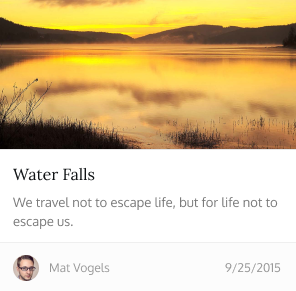 Water Falls
We travel not to escape life, but for life not to
escape us.
Mat Vogels
9/25/2015